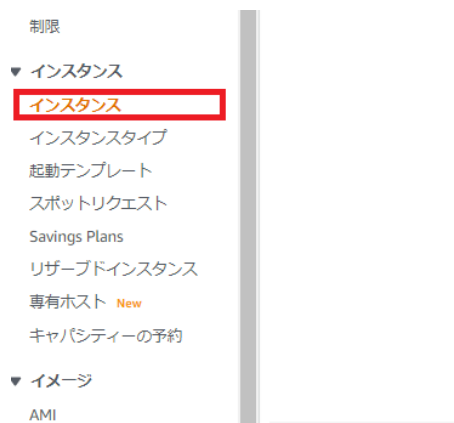 制限
▼ インスタンス
インスタンス
インスタンスタイプ
起動テンプレート
スポットリクエスト
Savings Plans
リザーブドインスタンス
専有ホスト New
キャパシティーの予約
▼ イメージ
AMI